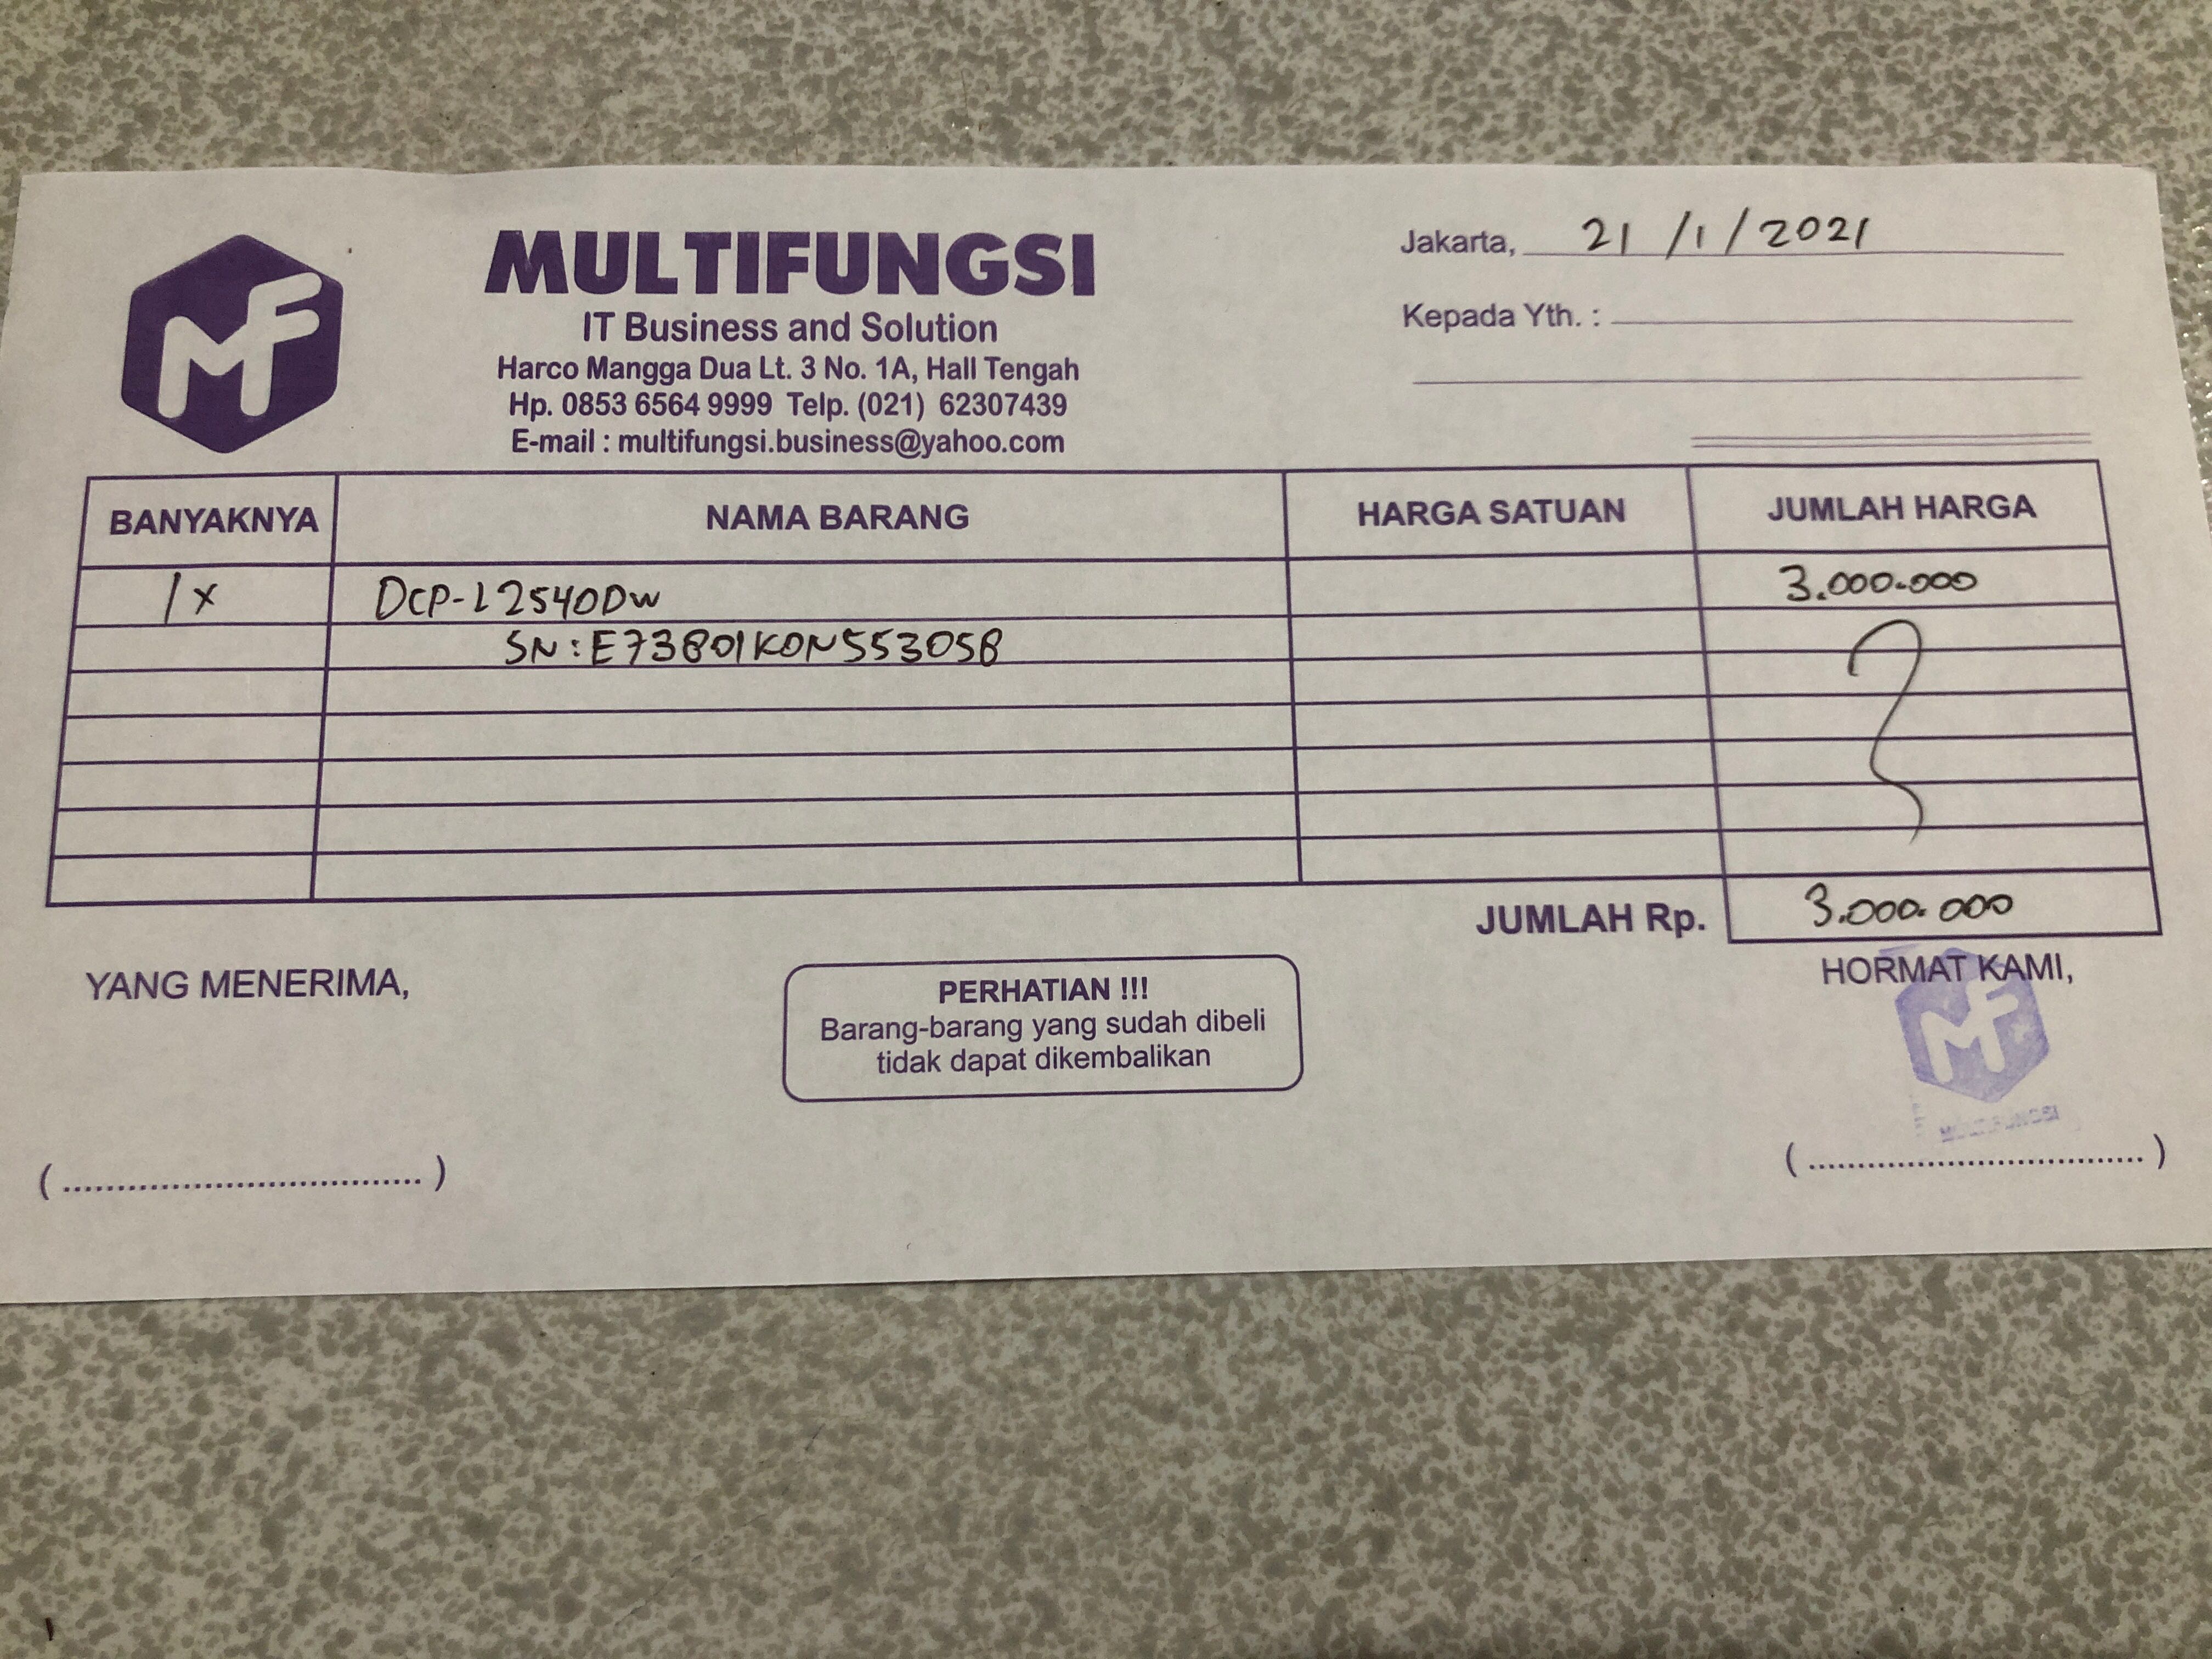 MF
MULTIFUNGSI
IT Business and Solution
Harco Mangga Dua Lt. 3 No. 1A, Hall Tengah
Hp. 0853 6564 9999 Telp. (021) 62307439
E-mail : multifungsi.business@yahoo.com
Jakarta, 21/1/2021
Kepada Yth. :
BANYAKNYA NAMA BARANG HARGA SATUAN JUMLAH HARGA
1x DCP-L2540DW 3.000.000
SN:E73801K0N553058
JUMLAH Rp. 3.000.000
YANG MENERIMA,
PERHATIAN !!!
Barang-barang yang sudah dibeli
tidak dapat dikembalikan
HORMAT KAMI,
MF
MULTIFUNGSI
(....................................)
(....................................)